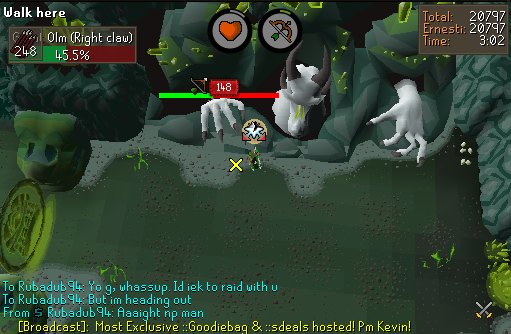 Walk here
Total: 20797
Ernesti: 20797
Time: 3:02
Olm (Right claw)
248
45.5%
148
To Rubadub94: Yo g, whassup. Id iek to raid with u
To Rubadub94: But im heading out
From S Rubadub94: Aaaight np man
[Broadcast]: Most Exclusive ::Goodiebag & ::sdeals hosted! Pm Kevin!